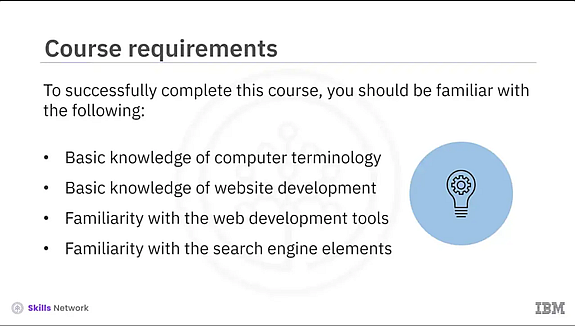 Course requirements
To successfully complete this course, you should be familiar with
the following:
• Basic knowledge of computer terminology
• Basic knowledge of website development
• Familiarity with the web development tools
• Familiarity with the search engine elements
Skills Network
IBM